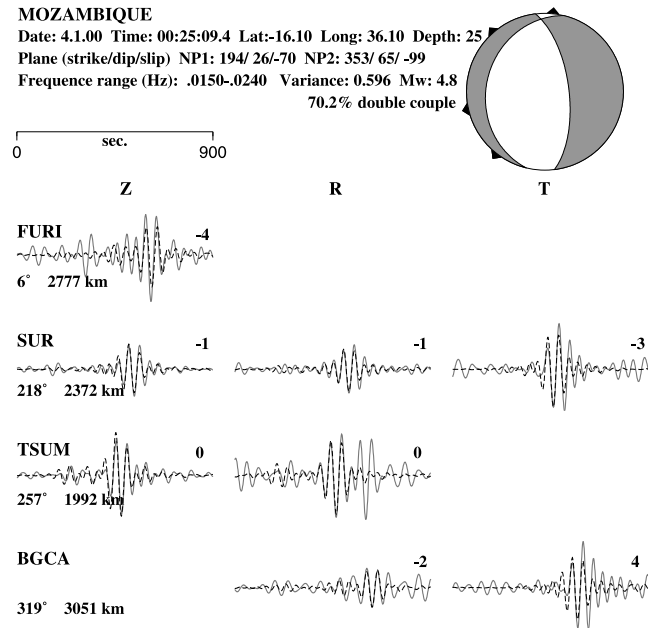 MOZAMBIQUE
Date: 4.1.00 Time: 00:25:09.4 Lat:-16.10 Long: 36.10 Depth: 25
Plane (strike/dip/slip) NP1: 194/ 26/-70 NP2: 353/ 65/ -99
Frequence range (Hz): .0150-.0240 Variance: 0.596 Mw: 4.8
70.2% double couple
sec.
0 900
Z R T
FURI -4
6° 2777 km
SUR -1 -1 -3
218° 2372 km
TSUM 0 0
257° 1992 km
BGCA -2 4
319° 3051 km